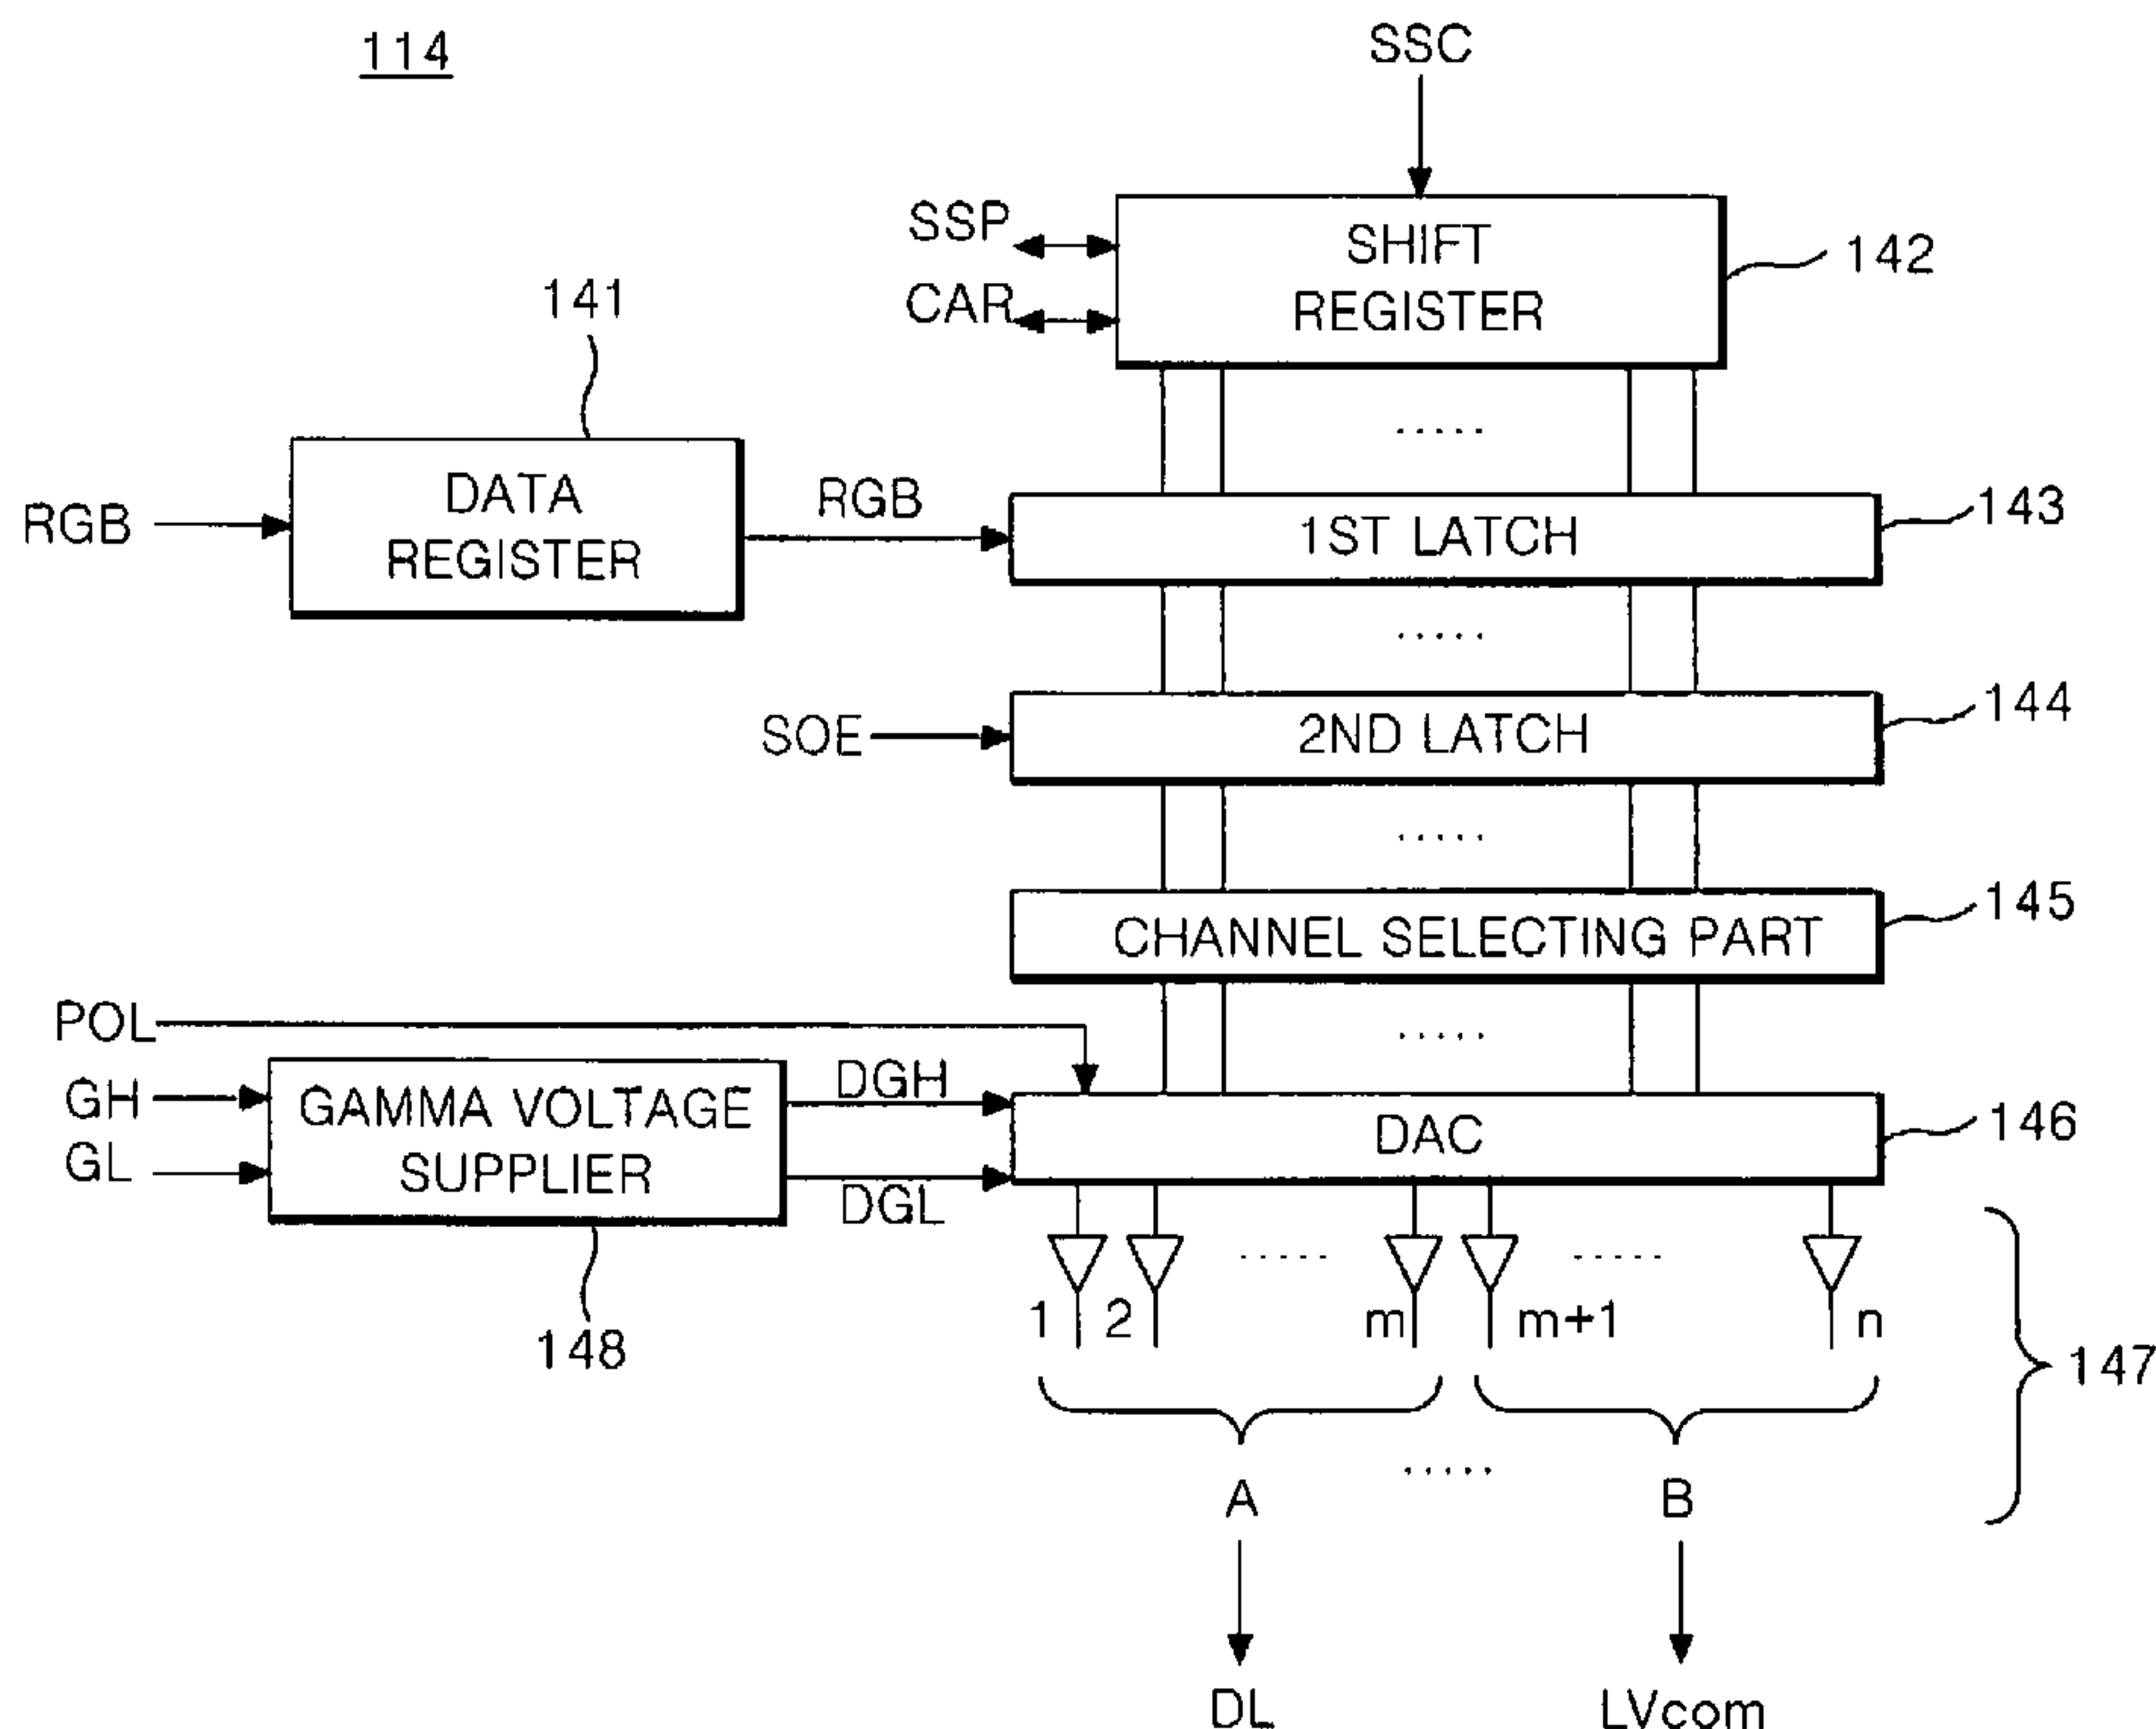 114
SSC
SSP
CAR
SHIFT
REGISTER
142
141
RGB
DATA
REGISTER
RGB
1ST LATCH
143
SOE
2ND LATCH
144
CHANNEL SELECTING PART
145
POL
GH
GL
GAMMA VOLTAGE
SUPPLIER
148
DGH
DGL
DAC
146
1 2 m m+1 n
147
A B
DL LVcom